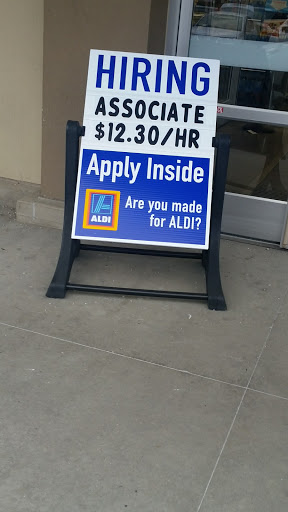 HIRING
ASSOCIATE
$12.30/HR
Apply Inside
ALDI
Are you made
for ALDI?